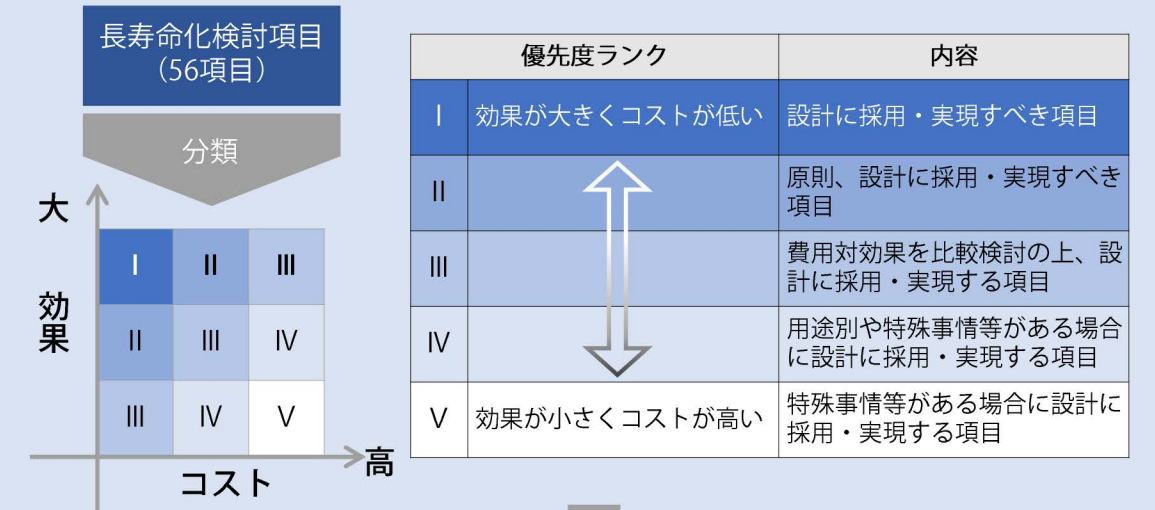 長寿命化検討項目
（56項目）
分類
大
効果
Ⅰ Ⅱ Ⅲ
Ⅱ Ⅲ Ⅳ
Ⅲ Ⅳ Ⅴ
高
コスト
優先度ランク 内容
Ⅰ 効果が大きくコストが低い 設計に採用・実現すべき項目
Ⅱ 原則、設計に採用・実現すべき
項目
Ⅲ 費用対効果を比較検討の上、設
計に採用・実現する項目
Ⅳ 用途別や特殊事情等がある場合
に設計に採用・実現する項目
Ⅴ 効果が小さくコストが高い 特殊事情等がある場合に設計に
採用・実現する項目